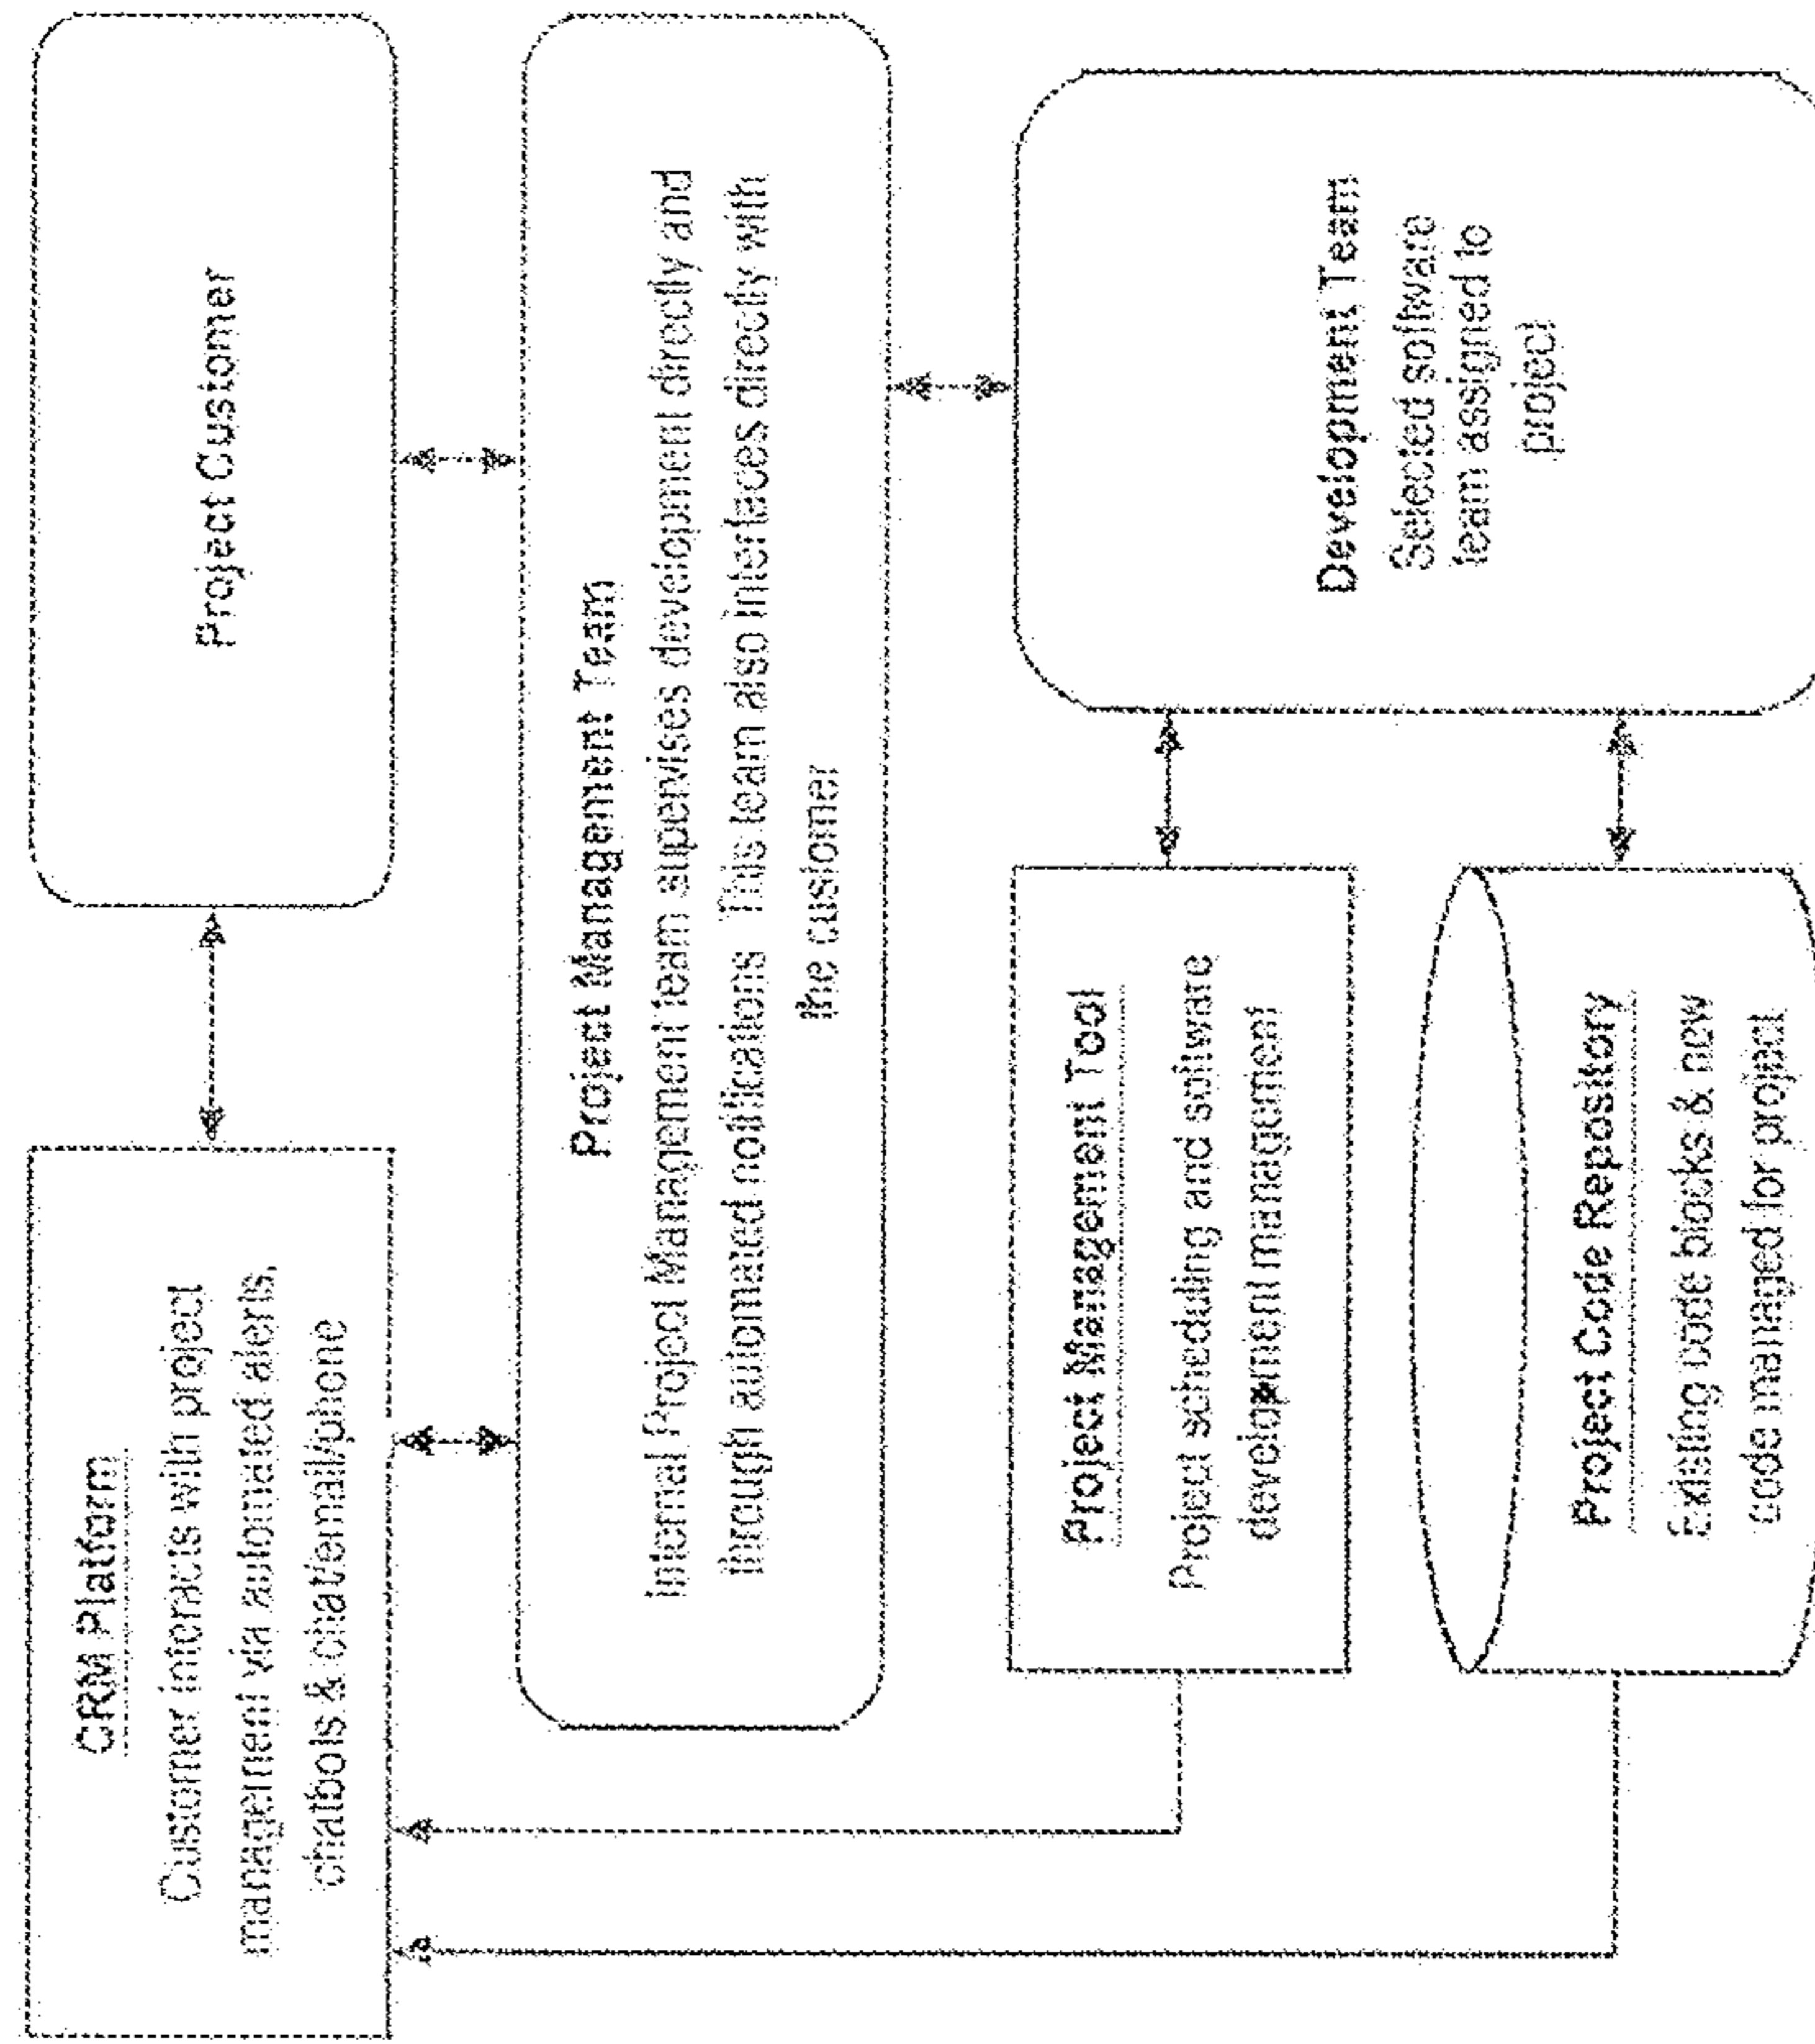 CRM Platform
Customer interacts with project
management via automated alerts,
chatbots & chat/email/phone
Project Customer
Project Management Team
Internal Project Management team supervises development directly and
through automated notifications This team also interfaces directly with
the customer
Project Management Tool
Project scheduling and software
development management
Development Team
Selected software
team assigned to
project
Project Code Repository
Existing code blocks & new
code managed for project